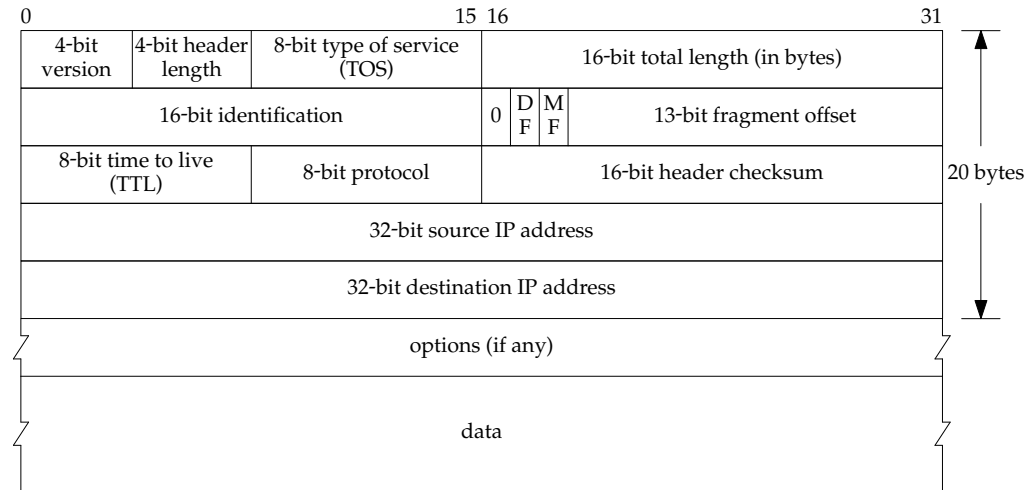 0 15 16 31
4-bit version
4-bit header length
8-bit type of service (TOS)
16-bit total length (in bytes)
16-bit identification
0
D F
M F
13-bit fragment offset
8-bit time to live (TTL)
8-bit protocol
16-bit header checksum
20 bytes
32-bit source IP address
32-bit destination IP address
options (if any)
data